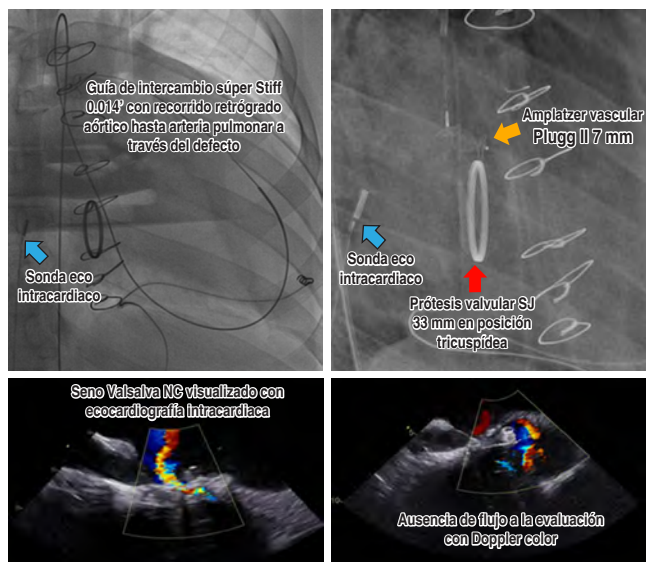 Guía de intercambio súper Stiff
0.014' con recorrido retrógrado
aórtico hasta arteria pulmonar a
través del defecto
Sonda eco
intracardiaco
Amplatzer vascular
Plugg II 7 mm
Sonda eco
intracardiaco
Prótesis valvular SJ
33 mm en posición
tricuspídea
Seno Valsalva NC visualizado con
ecocardiografía intracardiaca
Ausencia de flujo a la evaluación
con Doppler color